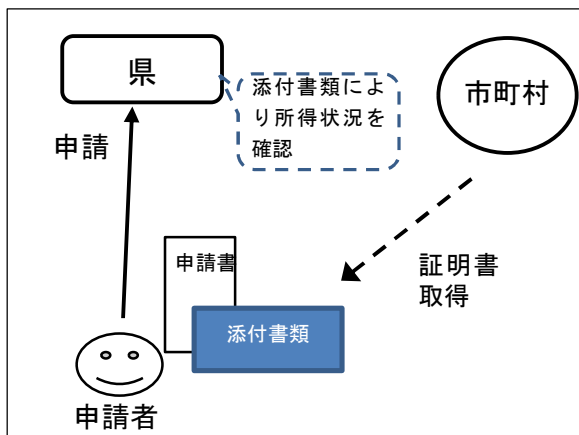 県
添付書類によ
り所得状況を
確認
市町村
申請
申請書
証明書
取得
添付書類
申請者